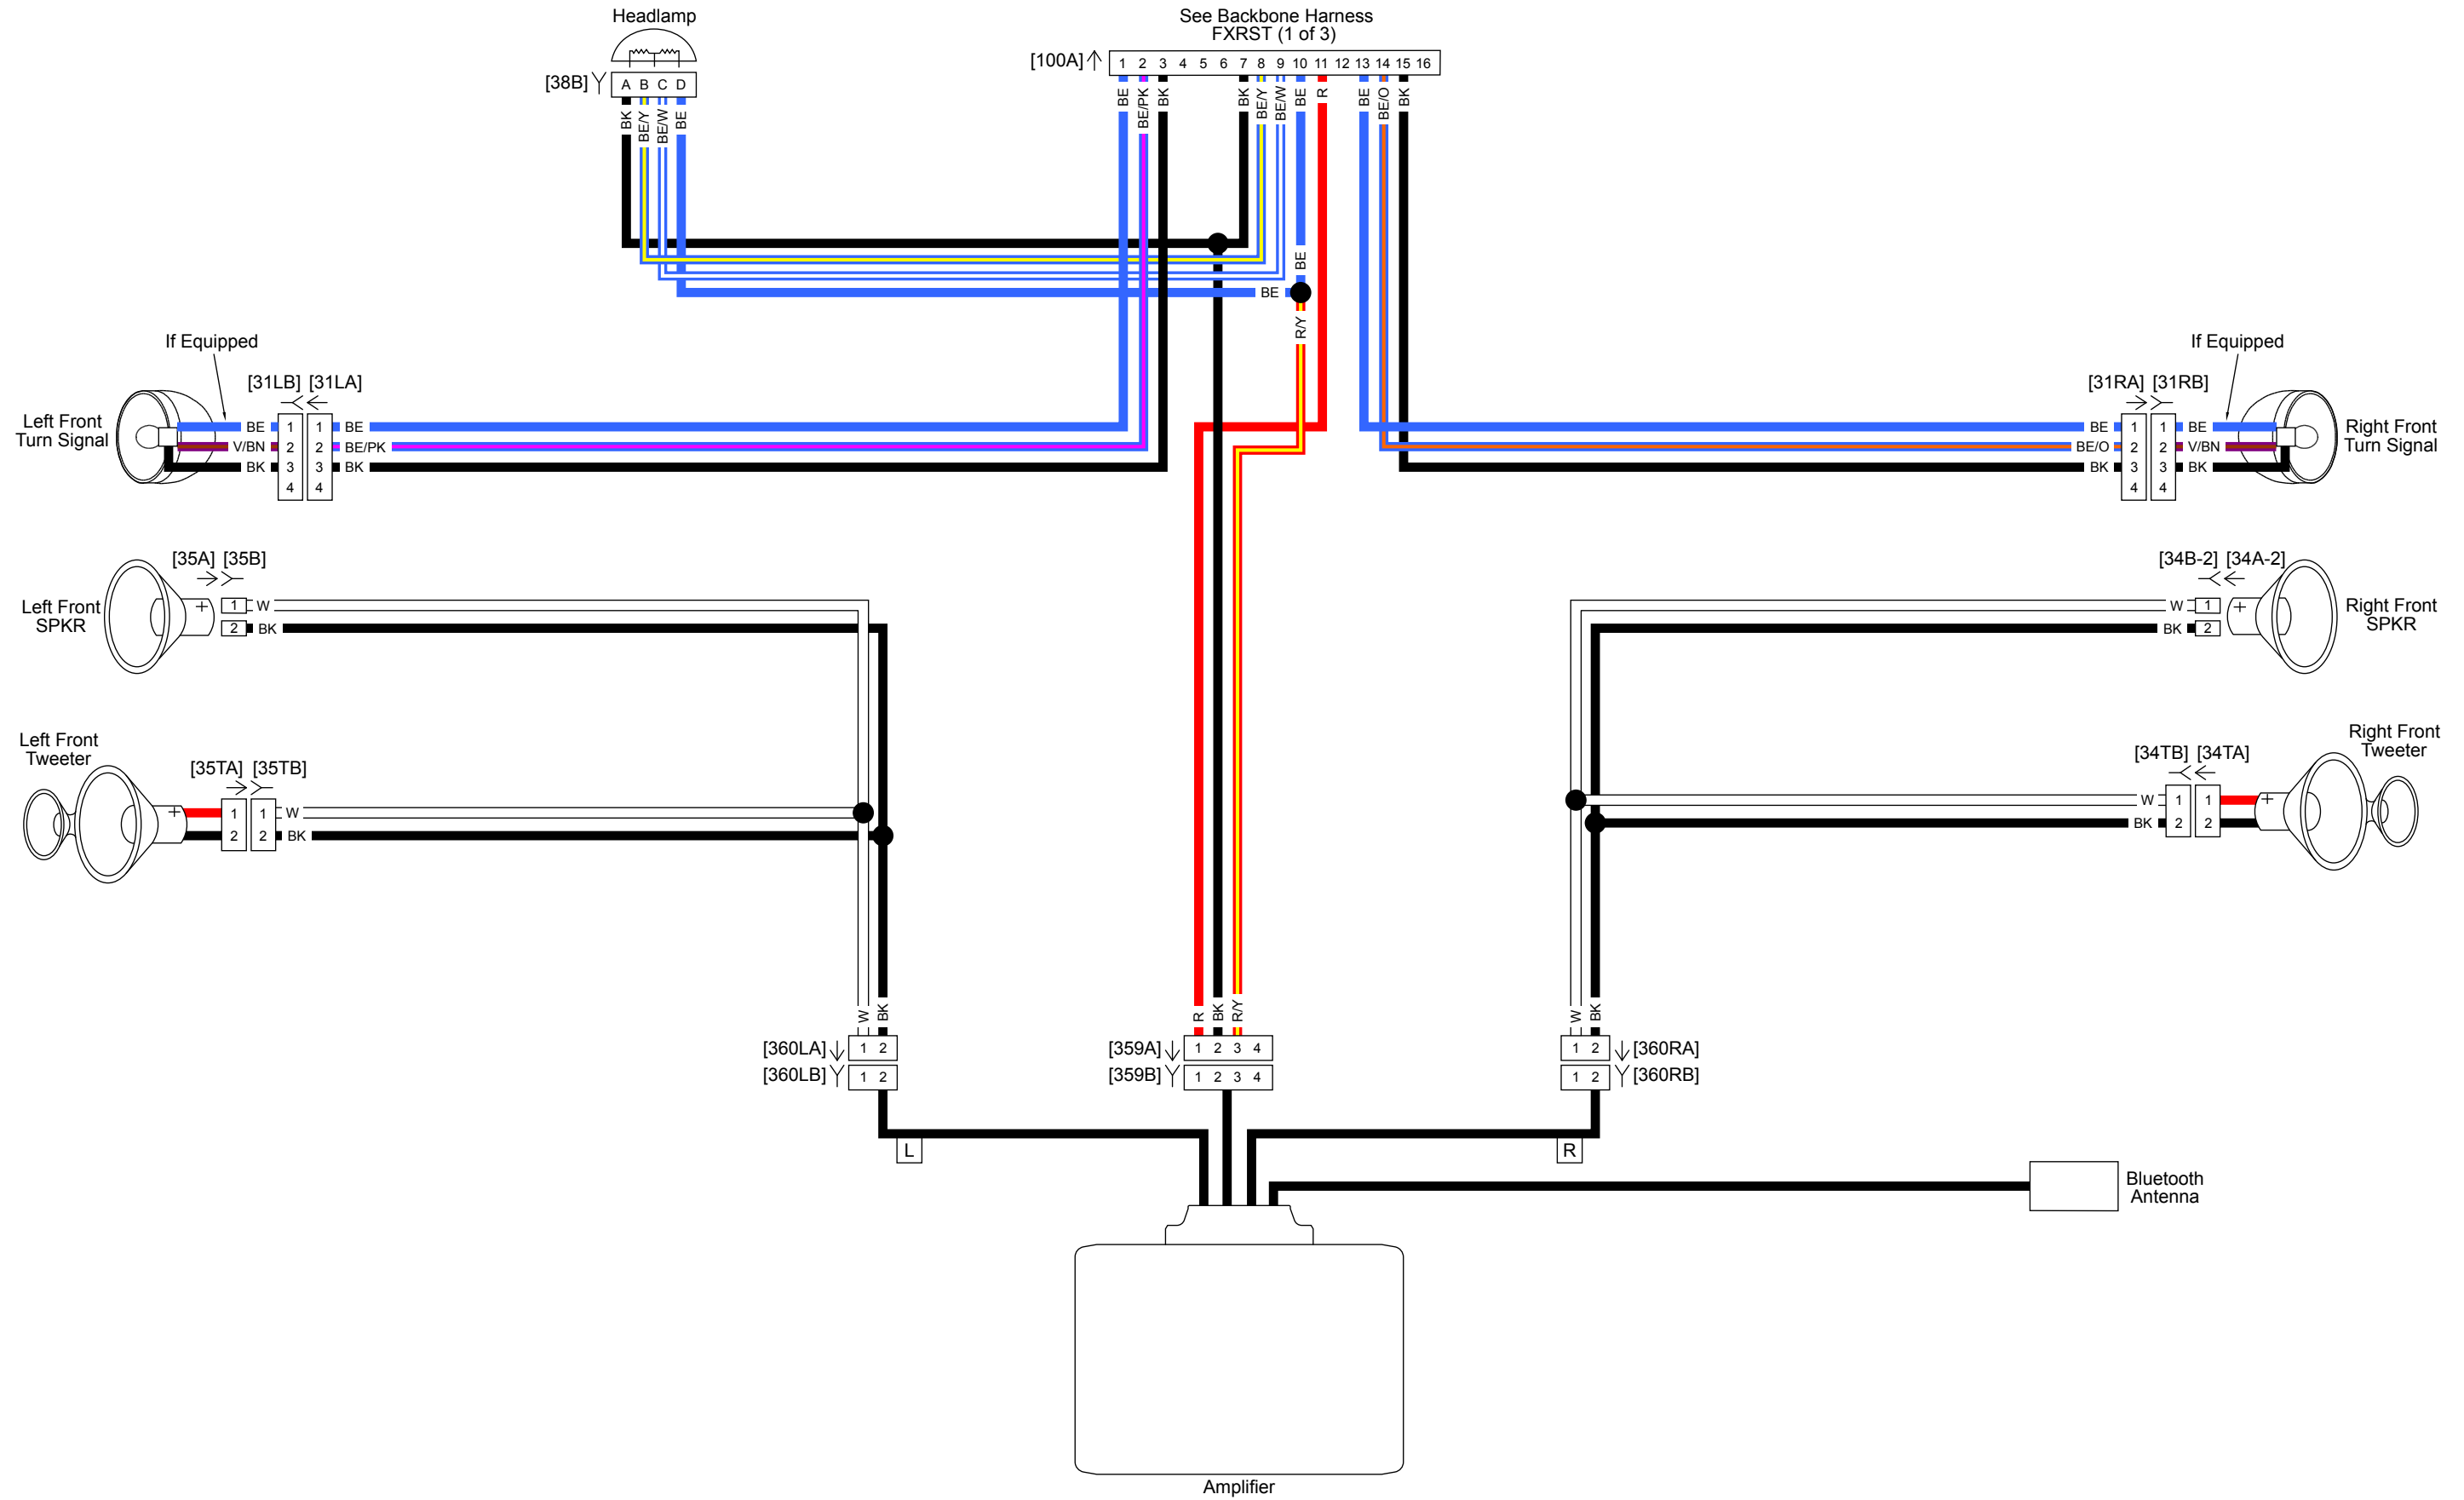 Headlamp
[38B]
A B C D
BK BE/Y BE/W BE
See Backbone Harness
FXRST (1 of 3)
[100A]
1 2 3 4 5 6 7 8 9 10 11 12 13 14 15 16
BE BE/PK BK BK BE/Y BE/W BE R BE BE/O BK
BE
BE
R/Y
If Equipped
[31LB] [31LA]
Left Front
Turn Signal
BE 1 1 BE
V/BN 2 2 BE/PK
BK 3 3 BK
4 4
If Equipped
[31RA] [31RB]
BE 1 1 BE
BE/O 2 2 V/BN
BK 3 3 BK
4 4
Right Front
Turn Signal
[35A] [35B]
Left Front
SPKR
+ 1 W
2 BK
[34B-2] [34A-2]
W 1 +
BK 2
Right Front
SPKR
Left Front
Tweeter
[35TA] [35TB]
+ 1 1 W
2 2 BK
Right Front
Tweeter
[34TB] [34TA]
W 1 1 +
BK 2 2
W BK
[360LA] 1 2
[360LB] 1 2
R BK R/Y
[359A] 1 2 3 4
[359B] 1 2 3 4
W BK
1 2 [360RA]
1 2 [360RB]
L
R
Bluetooth
Antenna
Amplifier